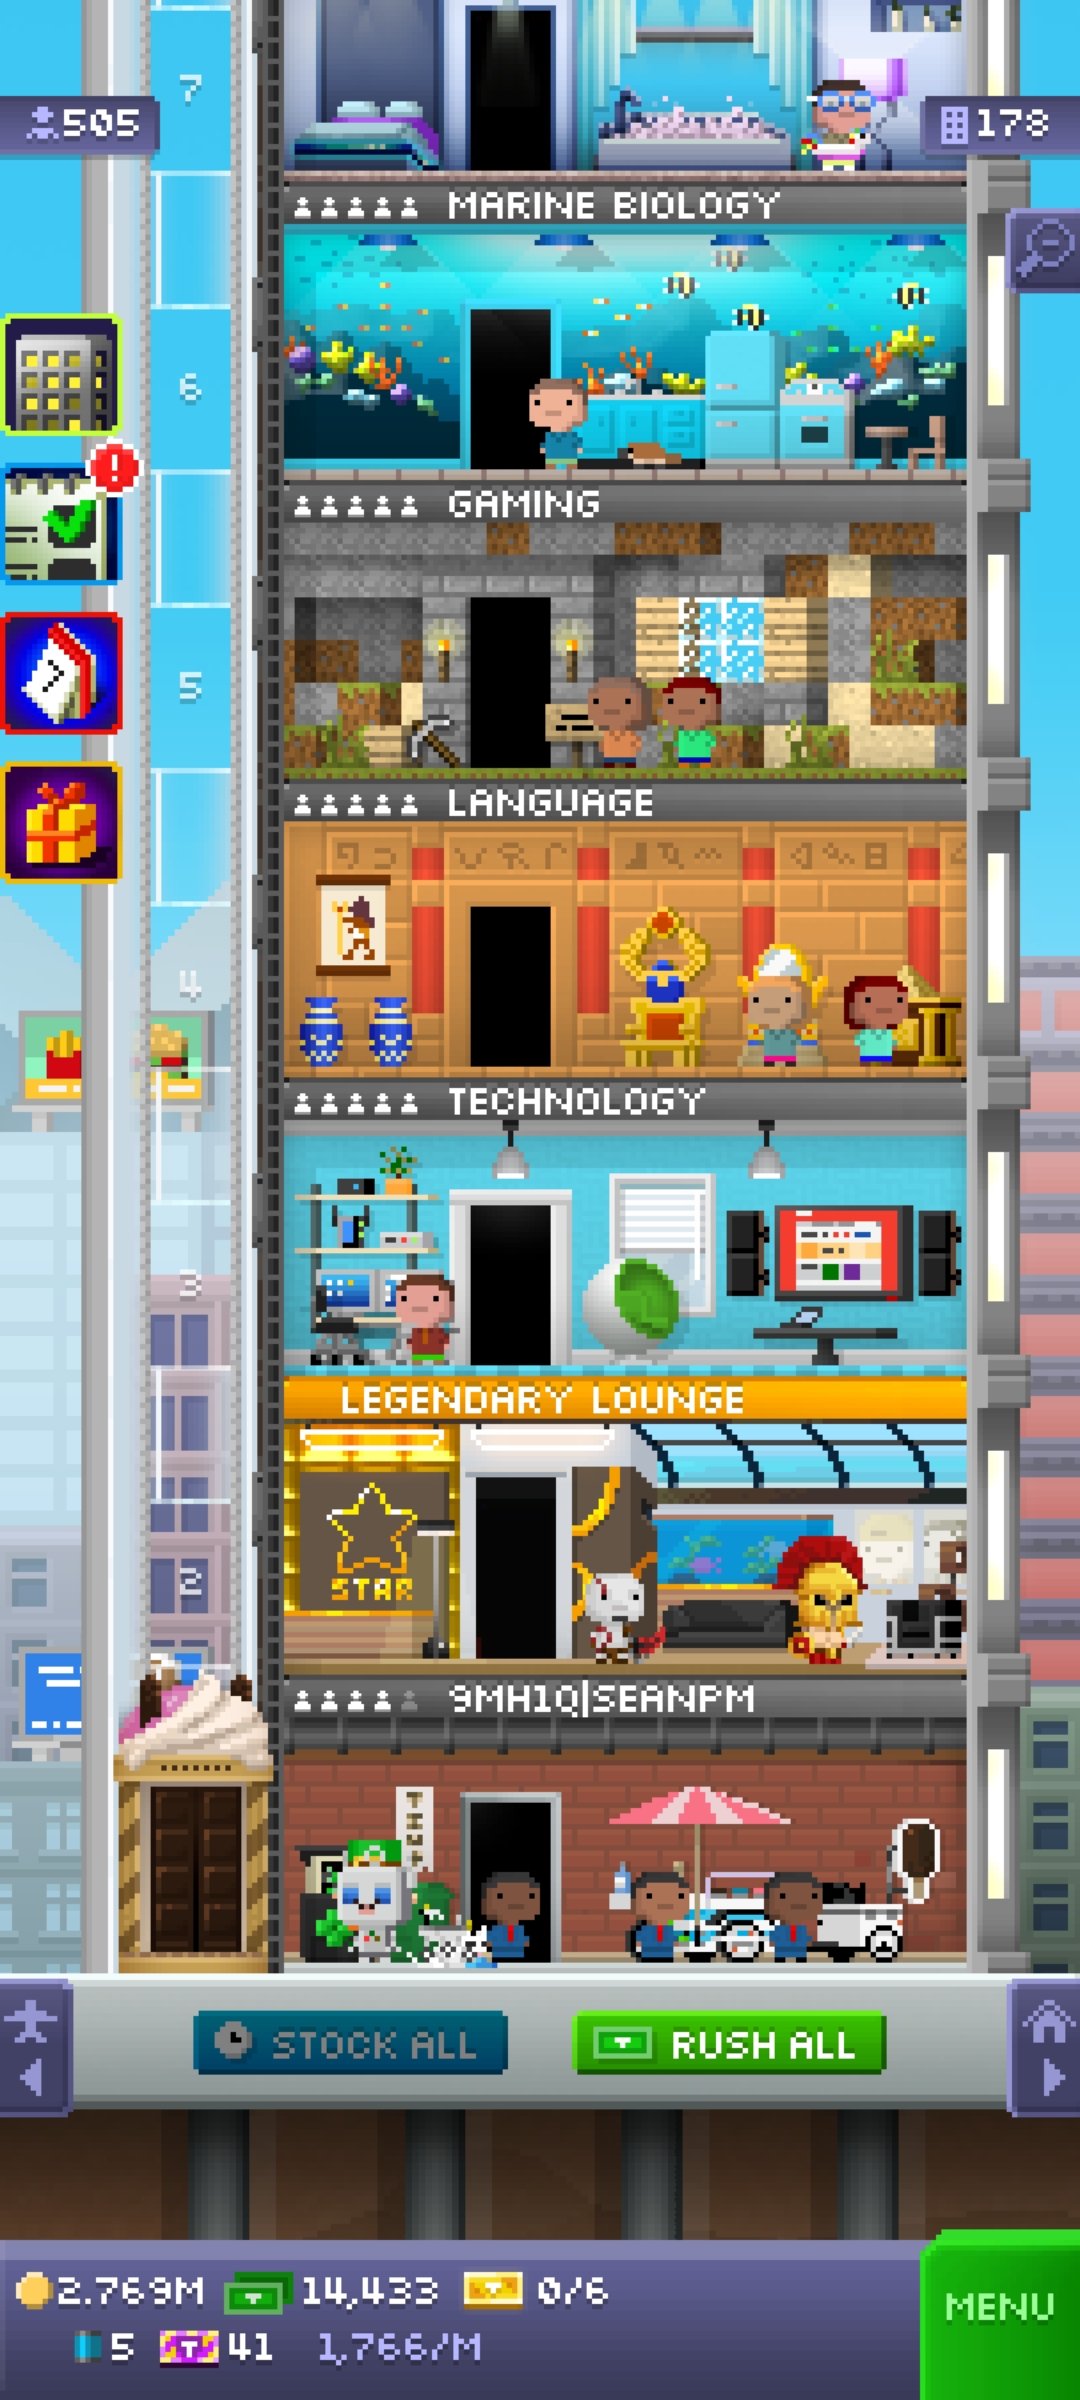 7
505
178
MARINE BIOLOGY
6
GAMING
5
LANGUAGE
4
TECHNOLOGY
3
LEGENDARY LOUNGE
STAR
2
9MH1Q|SEANPM
STOCK ALL
RUSH ALL
2.769M
14,433
0/6
MENU
5
41
1,766/M